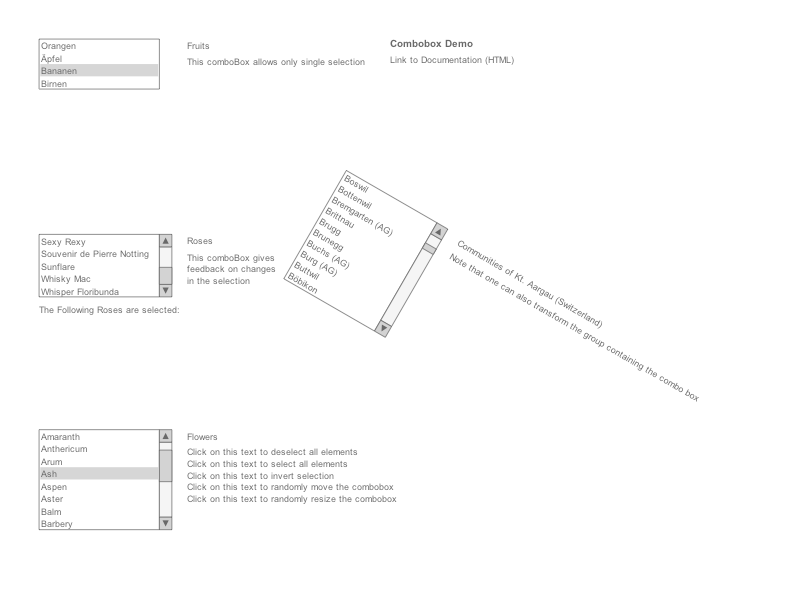 Orangen
Äpfel
Bananen
Birnen
Fruits
This comboBox allows only single selection
Combobox Demo
Link to Documentation (HTML)
Boswil
Bottenwil
Bremgarten (AG)
Brittnau
Brugg
Brunegg
Buchs (AG)
Burg (AG)
Buttwil
Böbikon
Communities of Kt. Aargau (Switzerland)
Note that one can also transform the group containing the combo box
Sexy Rexy
Souvenir de Pierre Notting
Sunflare
Whisky Mac
Whisper Floribunda
Roses
This comboBox gives
feedback on changes
in the selection
The Following Roses are selected:
Amaranth
Anthericum
Arum
Ash
Aspen
Aster
Balm
Barbery
Flowers
Click on this text to deselect all elements
Click on this text to select all elements
Click on this text to invert selection
Click on this text to randomly move the combobox
Click on this text to randomly resize the combobox